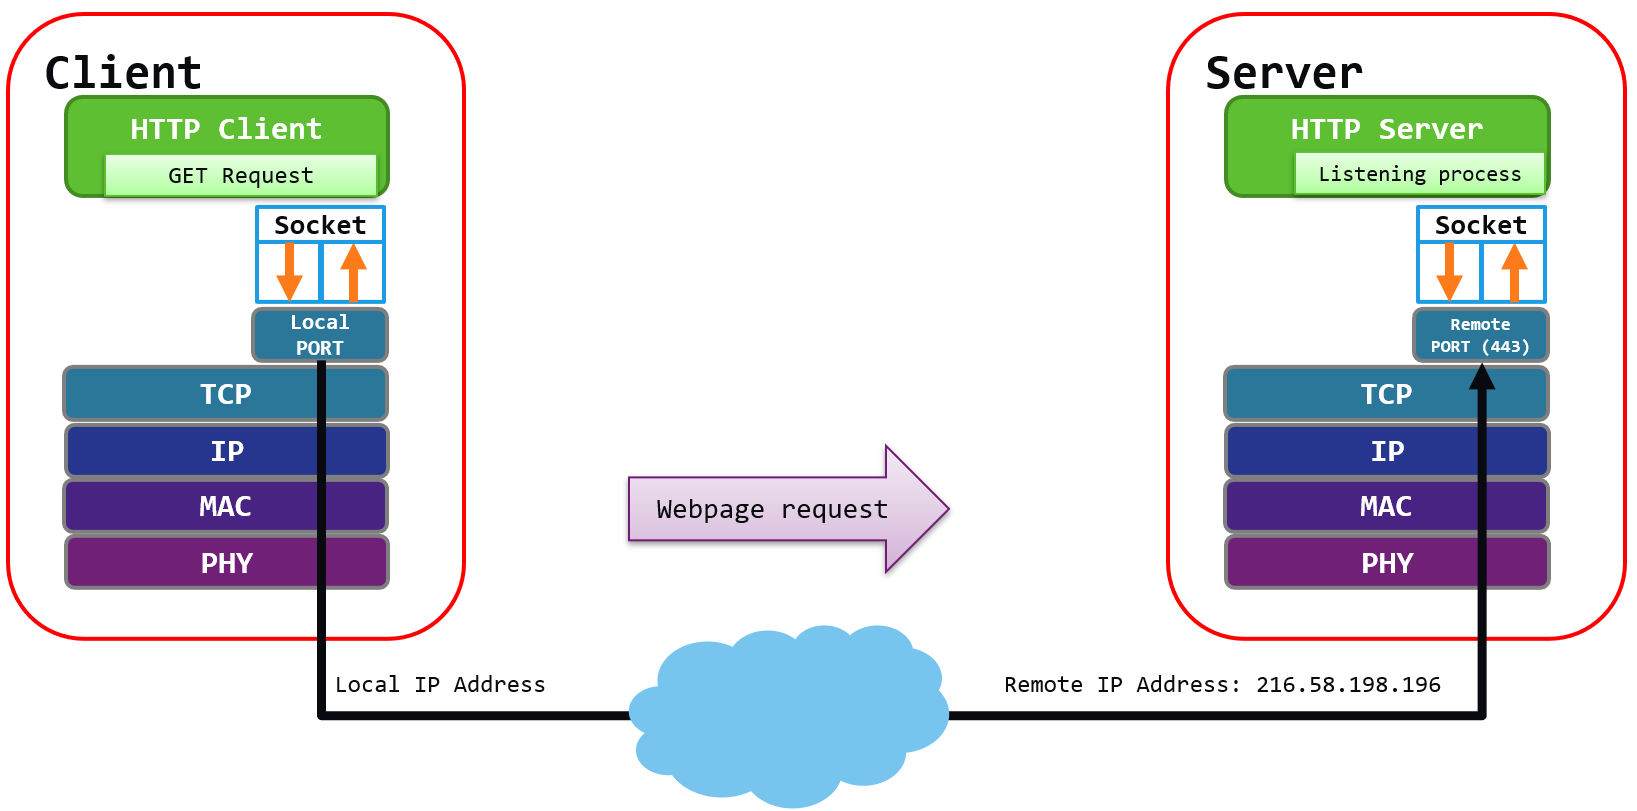 Client
HTTP Client
GET Request
Socket
Local
PORT
TCP
IP
MAC
PHY
Local IP Address
Webpage request
Server
HTTP Server
Listening process
Socket
Remote
PORT (443)
TCP
IP
MAC
PHY
Remote IP Address: 216.58.198.196